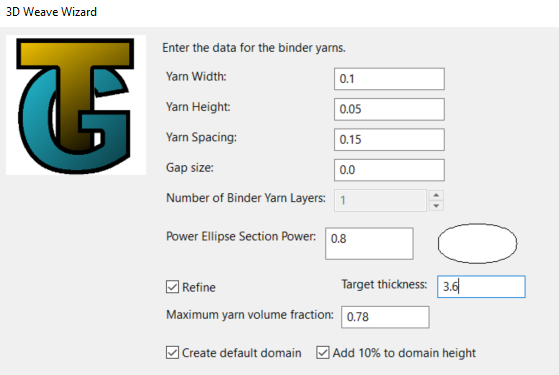 3D Weave Wizard
TG
Enter the data for the binder yarns.
Yarn Width: 0.1
Yarn Height: 0.05
Yarn Spacing: 0.15
Gap size: 0.0
Number of Binder Yarn Layers: 1
Power Ellipse Section Power: 0.8
Refine Target thickness: 3.6
Maximum yarn volume fraction: 0.78
Create default domain Add 10% to domain height